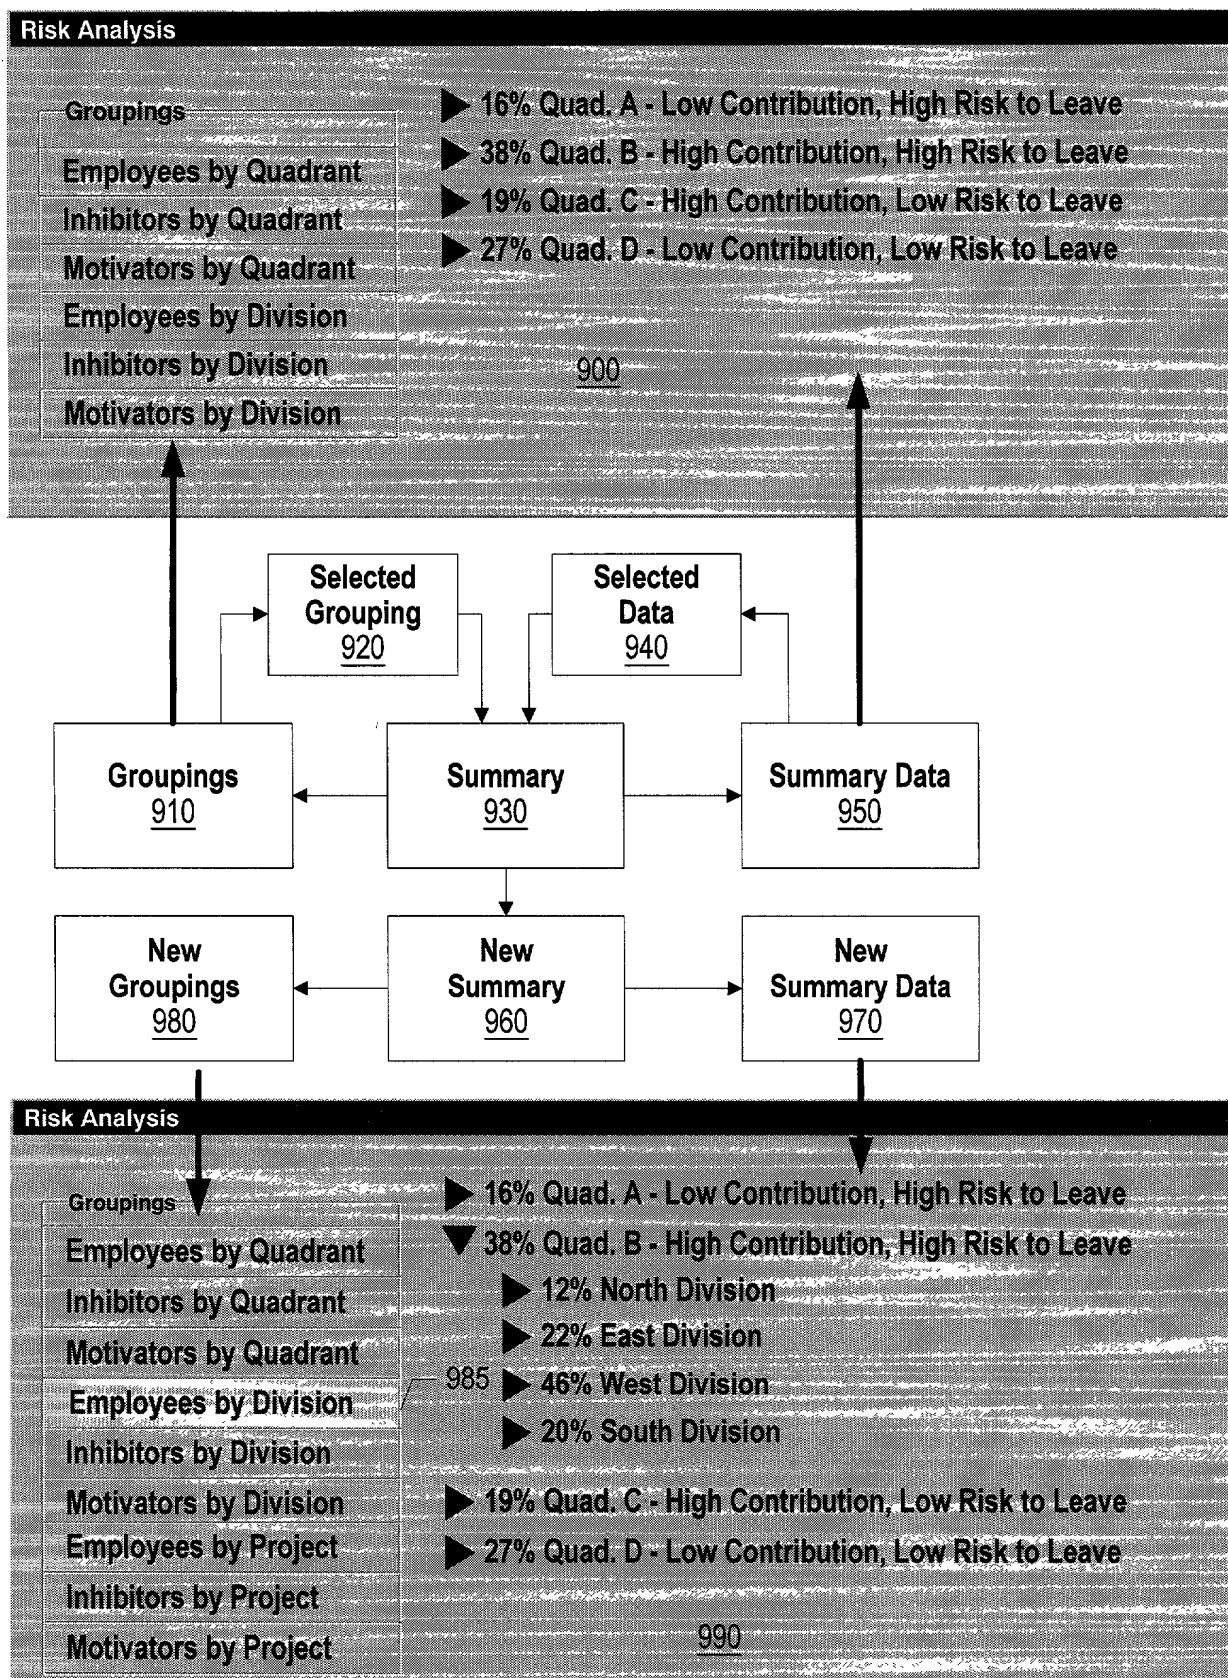 Risk Analysis
Groupings
Employees by Quadrant
Inhibitors by Quadrant
Motivators by Quadrant
Employees by Division
Inhibitors by Division
Motivators by Division
16% Quad. A - Low Contribution, High Risk to Leave
38% Quad. B - High Contribution, High Risk to Leave
19% Quad. C - High Contribution, Low Risk to Leave
27% Quad. D - Low Contribution, Low Risk to Leave
900
Selected
Grouping
920
Selected
Data
940
Groupings
910
Summary
930
Summary Data
950
New
Groupings
980
New
Summary
960
New
Summary Data
970
Risk Analysis
Groupings
Employees by Quadrant
Inhibitors by Quadrant
Motivators by Quadrant
Employees by Division
Inhibitors by Division
Motivators by Division
Employees by Project
Inhibitors by Project
Motivators by Project
985
16% Quad. A - Low Contribution, High Risk to Leave
38% Quad. B - High Contribution, High Risk to Leave
12% North Division
22% East Division
46% West Division
20% South Division
19% Quad. C - High Contribution, Low Risk to Leave
27% Quad. D - Low Contribution, Low Risk to Leave
990